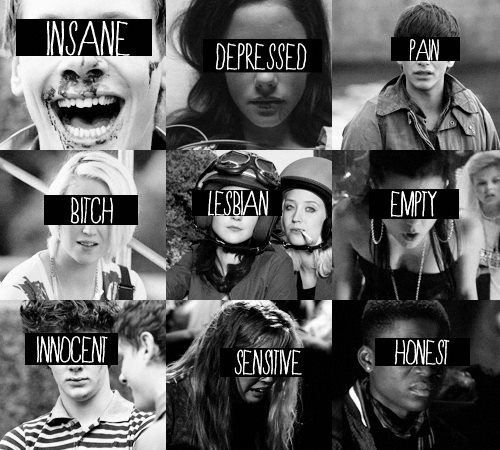 INSANE
DEPRESSED
PAIN
BITCH
LESBIAN
EMPTY
INNOCENT
SENSITIVE
HONEST